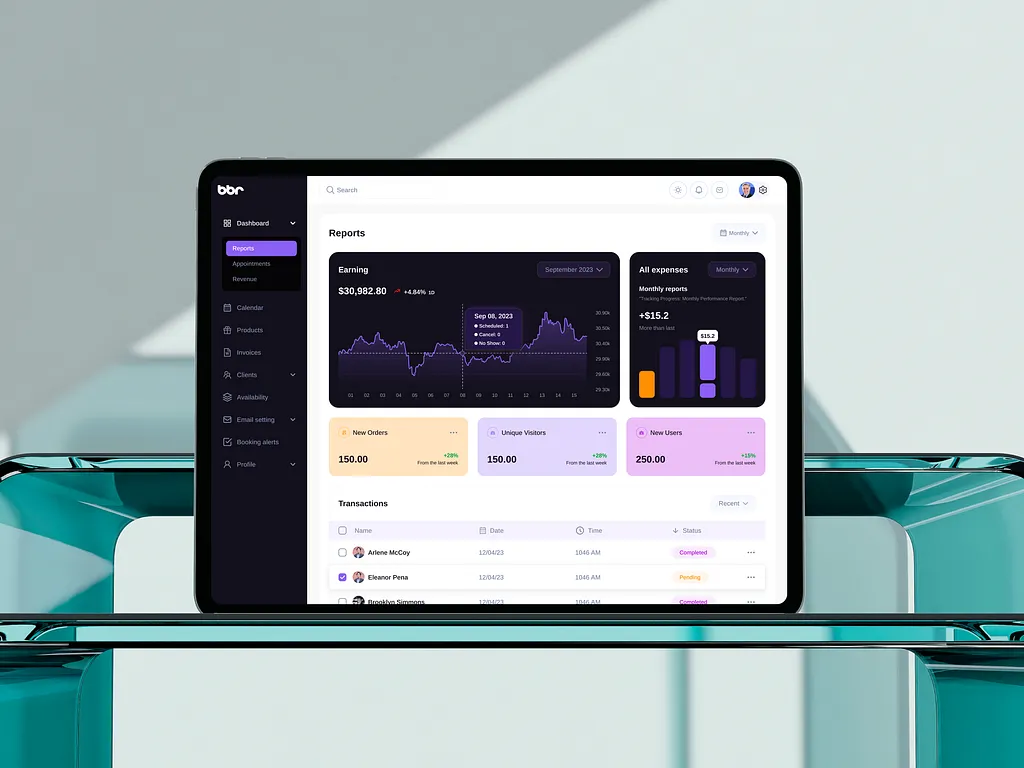 bbr
Search
Dashboard
Reports
Appointments
Revenue
Calendar
Products
Invoices
Clients
Availability
Email setting
Booking alerts
Profile
Reports
Monthly
Earning
September 2023
$30,982.80
+4.84% 1D
Sep 08, 2023
Scheduled: 1
Cancel: 0
No Show: 0
30.90k
30.50k
30.40k
29.90k
29.60k
29.30k
01 02 03 04 05 06 07 08 09 10 11 12 13 14 15
All expenses
Monthly
Monthly reports
"Tracking Progress: Monthly Performance Report."
+$15.2
More than last
$15.2
New Orders
150.00
+28%
From the last week
Unique Visitors
150.00
+28%
From the last week
New Users
250.00
+15%
From the last week
Transactions
Recent
Name Date Time Status
Arlene McCoy 12/04/23 1046 AM Completed
Eleanor Pena 12/04/23 1046 AM Pending
Brooklyn Simmons 12/04/23 1046 AM Completed